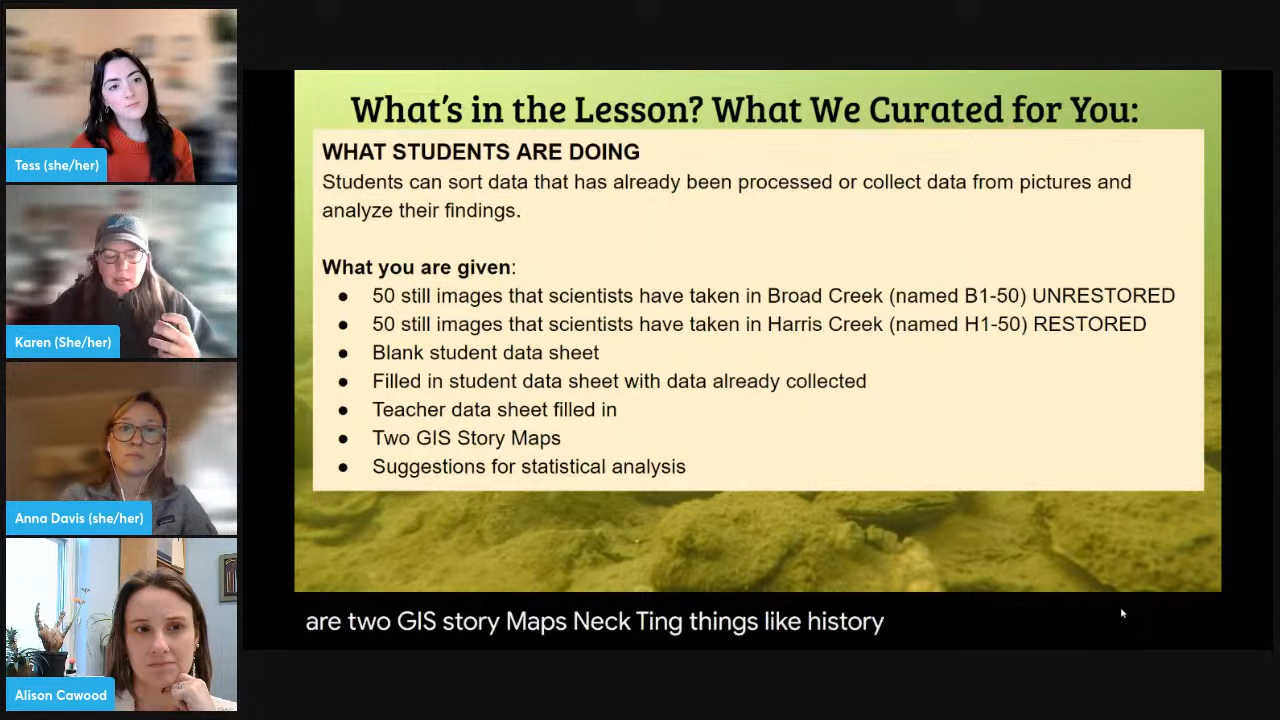 Tess (she/her)
Karen (She/her)
Anna Davis (she/her)
Alison Cawood
What's in the Lesson? What We Curated for You:
WHAT STUDENTS ARE DOING
Students can sort data that has already been processed or collect data from pictures and
analyze their findings.
What you are given:
● 50 still images that scientists have taken in Broad Creek (named B1-50) UNRESTORED
● 50 still images that scientists have taken in Harris Creek (named H1-50) RESTORED
● Blank student data sheet
● Filled in student data sheet with data already collected
● Teacher data sheet filled in
● Two GIS Story Maps
● Suggestions for statistical analysis
are two GIS story Maps Neck Ting things like history